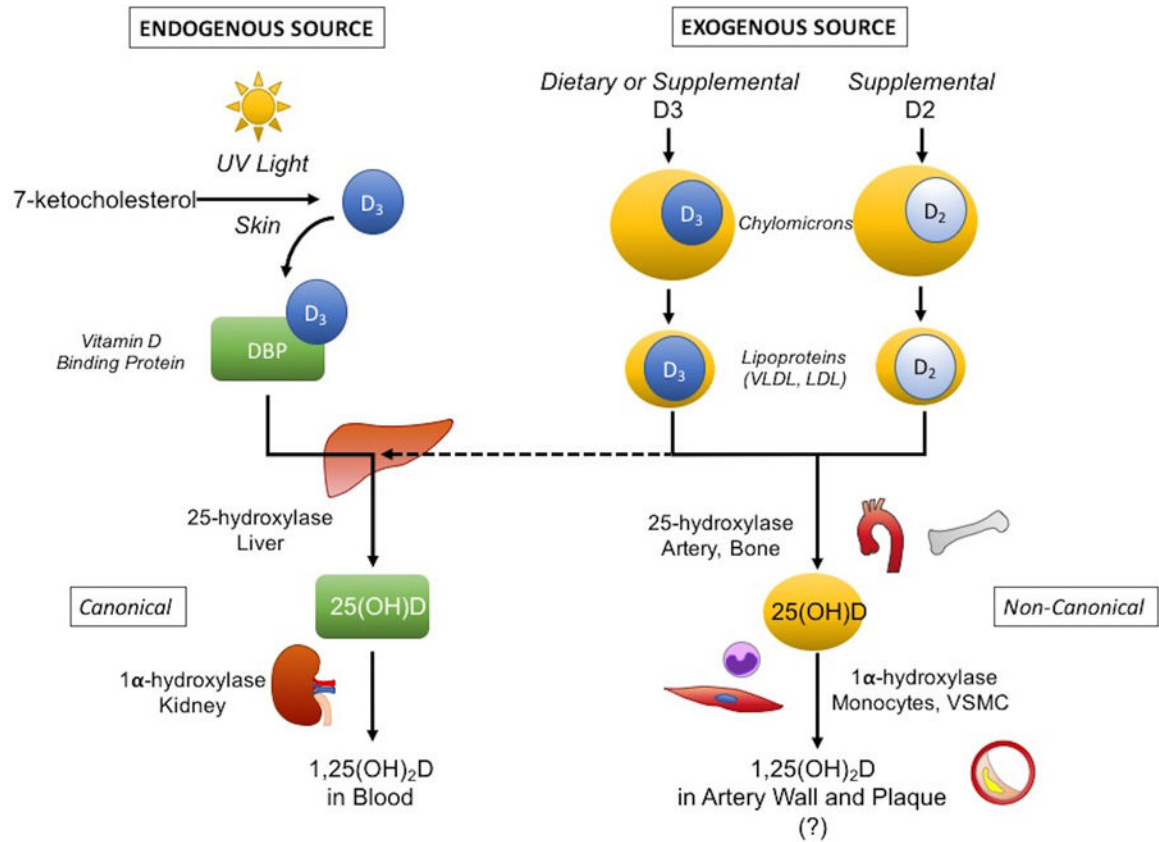 ENDOGENOUS SOURCE
UV Light
7-ketocholesterol
Skin
D₃
D₃
DBP
Vitamin D
Binding Protein
25-hydroxylase
Liver
Canonical
25(OH)D
1α-hydroxylase
Kidney
1,25(OH)₂D
in Blood
EXOGENOUS SOURCE
Dietary or Supplemental
D3
Supplemental
D2
D₃
Chylomicrons
D₂
D₃
Lipoproteins
(VLDL, LDL)
D₂
25-hydroxylase
Artery, Bone
25(OH)D
Non-Canonical
1α-hydroxylase
Monocytes, VSMC
1,25(OH)₂D
in Artery Wall and Plaque
(?)